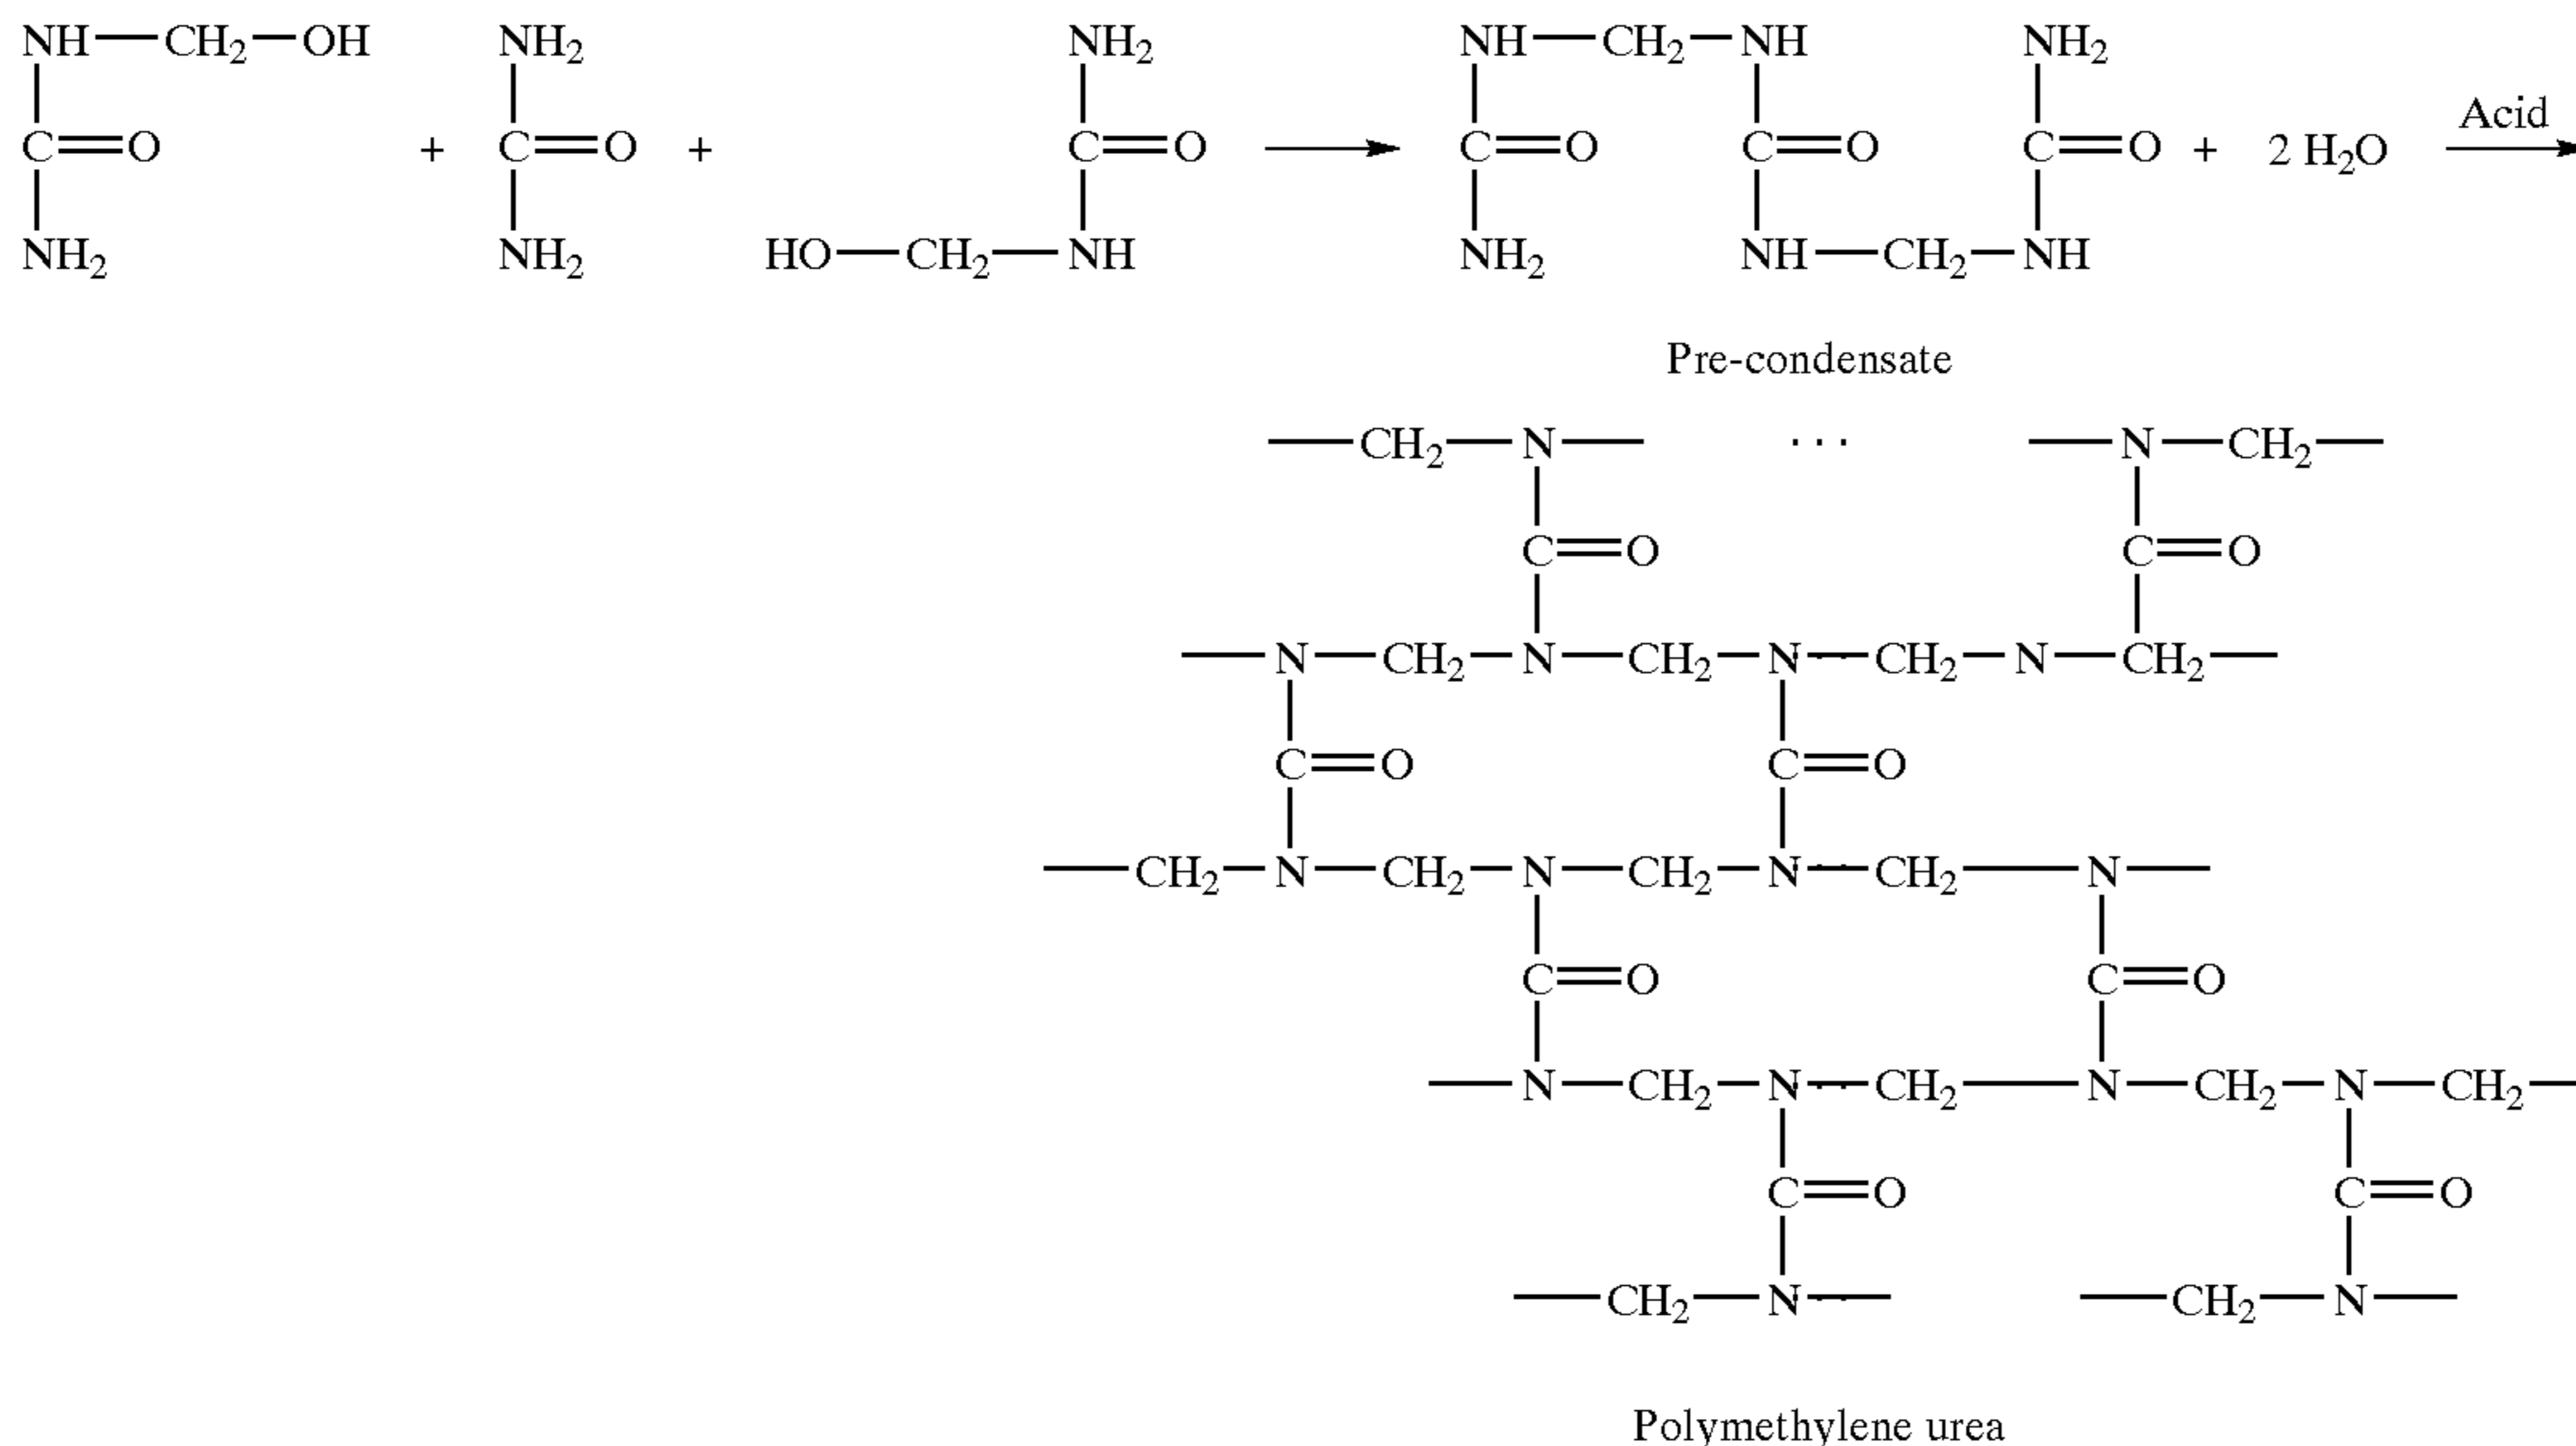 NH—CH₂—OH NH₂ NH₂ NH—CH₂—NH NH₂
C=O + C=O + C=O → C=O C=O C=O + 2 H₂O Acid →
NH₂ NH₂ HO—CH₂—NH NH₂ NH—CH₂—NH
Pre-condensate
—CH₂—N— ... —N—CH₂—
C=O C=O
—N—CH₂—N—CH₂—N—CH₂—N—CH₂—
C=O C=O
—CH₂—N—CH₂—N—CH₂—N—CH₂—N—
C=O C=O
—N—CH₂—N—CH₂—N—CH₂—N—CH₂—
C=O C=O
—CH₂—N— —CH₂—N—
Polymethylene urea